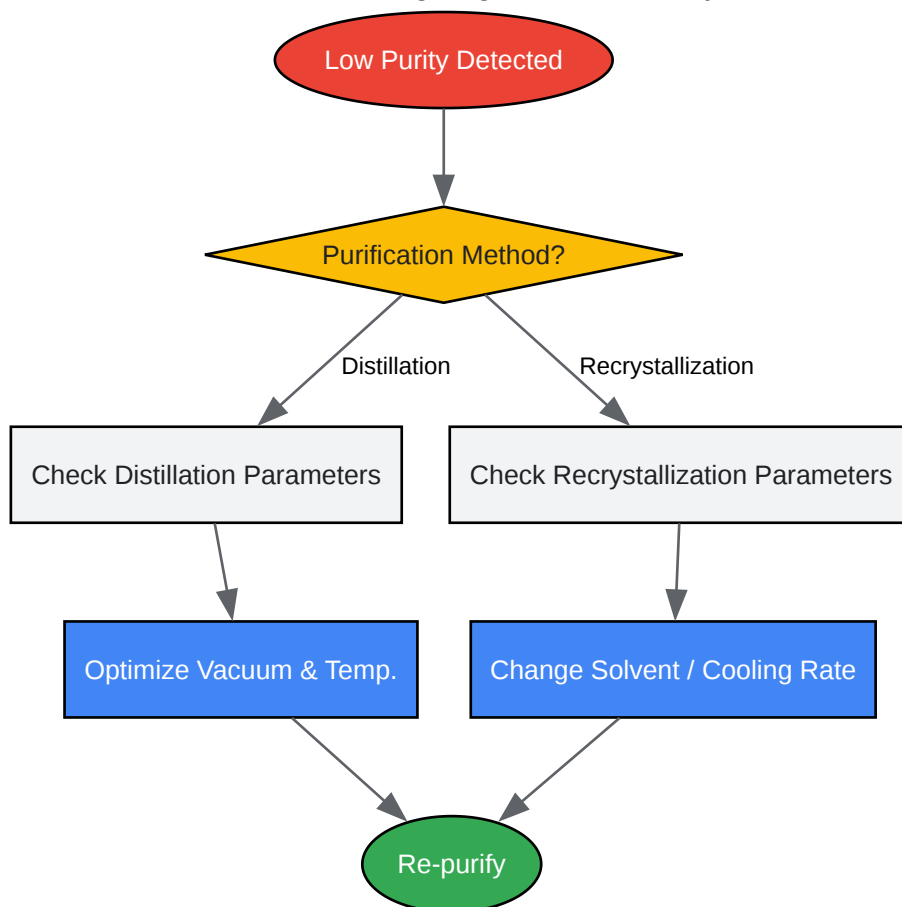 Low Purity Detected
Purification Method?
Distillation
Recrystallization
Check Distillation Parameters
Check Recrystallization Parameters
Optimize Vacuum & Temp.
Change Solvent / Cooling Rate
Re-purify